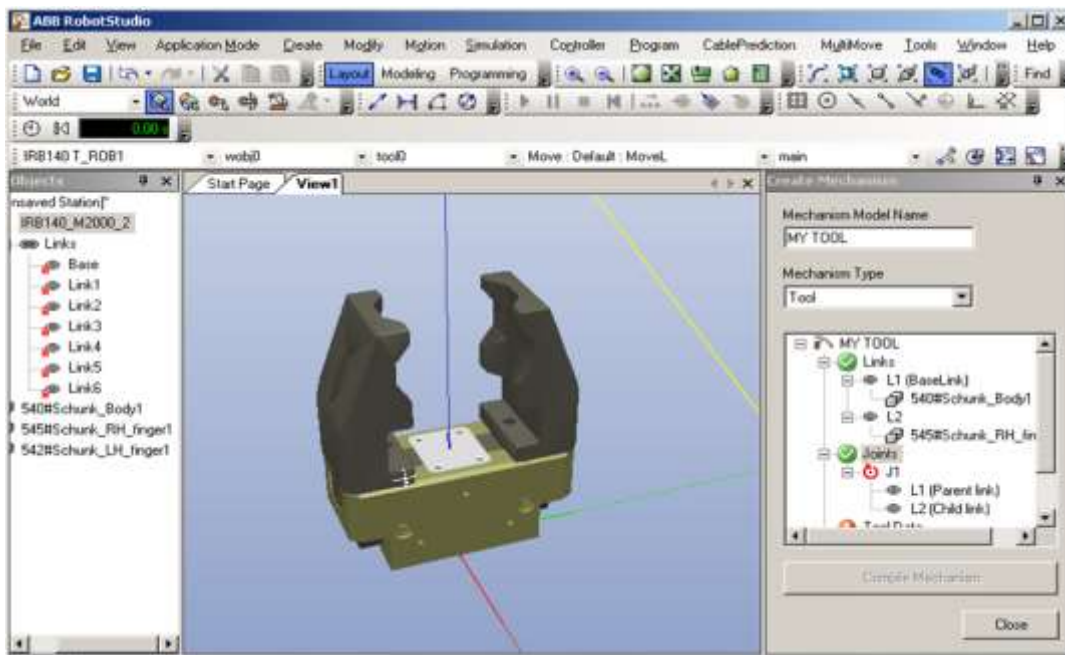 ABB RobotStudio
File Edit View Application Mode Create Modify Motion Simulation Controller Program CablePrediction MultiMove Tools Window Help
Layout Modeling Programming Find
World
0.00 s
IRB140 T_ROB1 wobj0 tool0 Move : Default : MoveL main
Objects Start Page View1 Create Mechanism
nsaved Station]*
IRB140_M2000_2
Links
Base
Link1
Link2
Link3
Link4
Link5
Link6
540#Schunk_Body1
545#Schunk_RH_finger1
542#Schunk_LH_finger1
Mechanism Model Name
MY TOOL
Mechanism Type
Tool
MY TOOL
Links
L1 (BaseLink)
540#Schunk_Body1
L2
545#Schunk_RH_fin
Joints
J1
L1 (Parent link)
L2 (Child link)
Tool Data
Compile Mechanism
Close